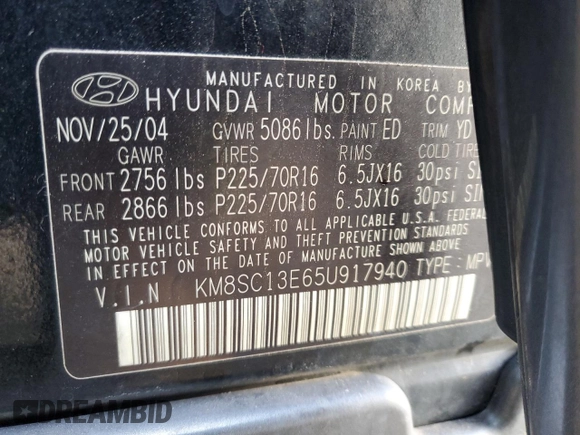 MANUFACTURED IN KOREA BY
HYUNDAI MOTOR COMP
NOV/25/04 GVWR 5086 lbs. PAINT ED TRIM YD
GAWR TIRES RIMS COLD TIRE
FRONT 2756 lbs P225/70R16 6.5JX16 30psi SIN
REAR 2866 lbs P225/70R16 6.5JX16 30psi SIN
THIS VEHICLE CONFORMS TO ALL APPLICABLE U.S.A. FEDERAL
MOTOR VEHICLE SAFETY AND THEFT PREVENTION STANDARDS
IN EFFECT ON THE DATE OF MANUFACTURE SHOWN ABOVE.
V.I.N KM8SC13E65U917940 TYPE : MPV
DREAMBID